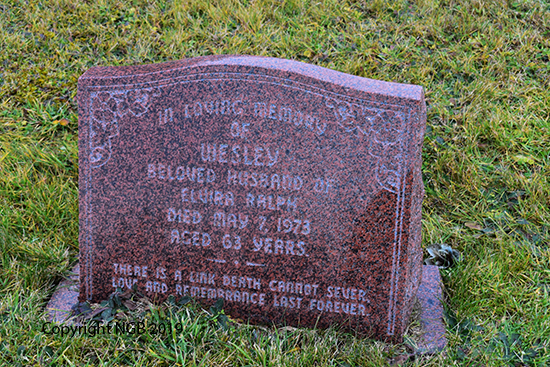 In Loving Memory
of
WESLEY
Beloved Husband of
Elvira Ralph
Died May 7, 1973
Aged 63 Years.
There is a link death cannot sever,
Love and remembrance last forever.
Copyright NGB 2019